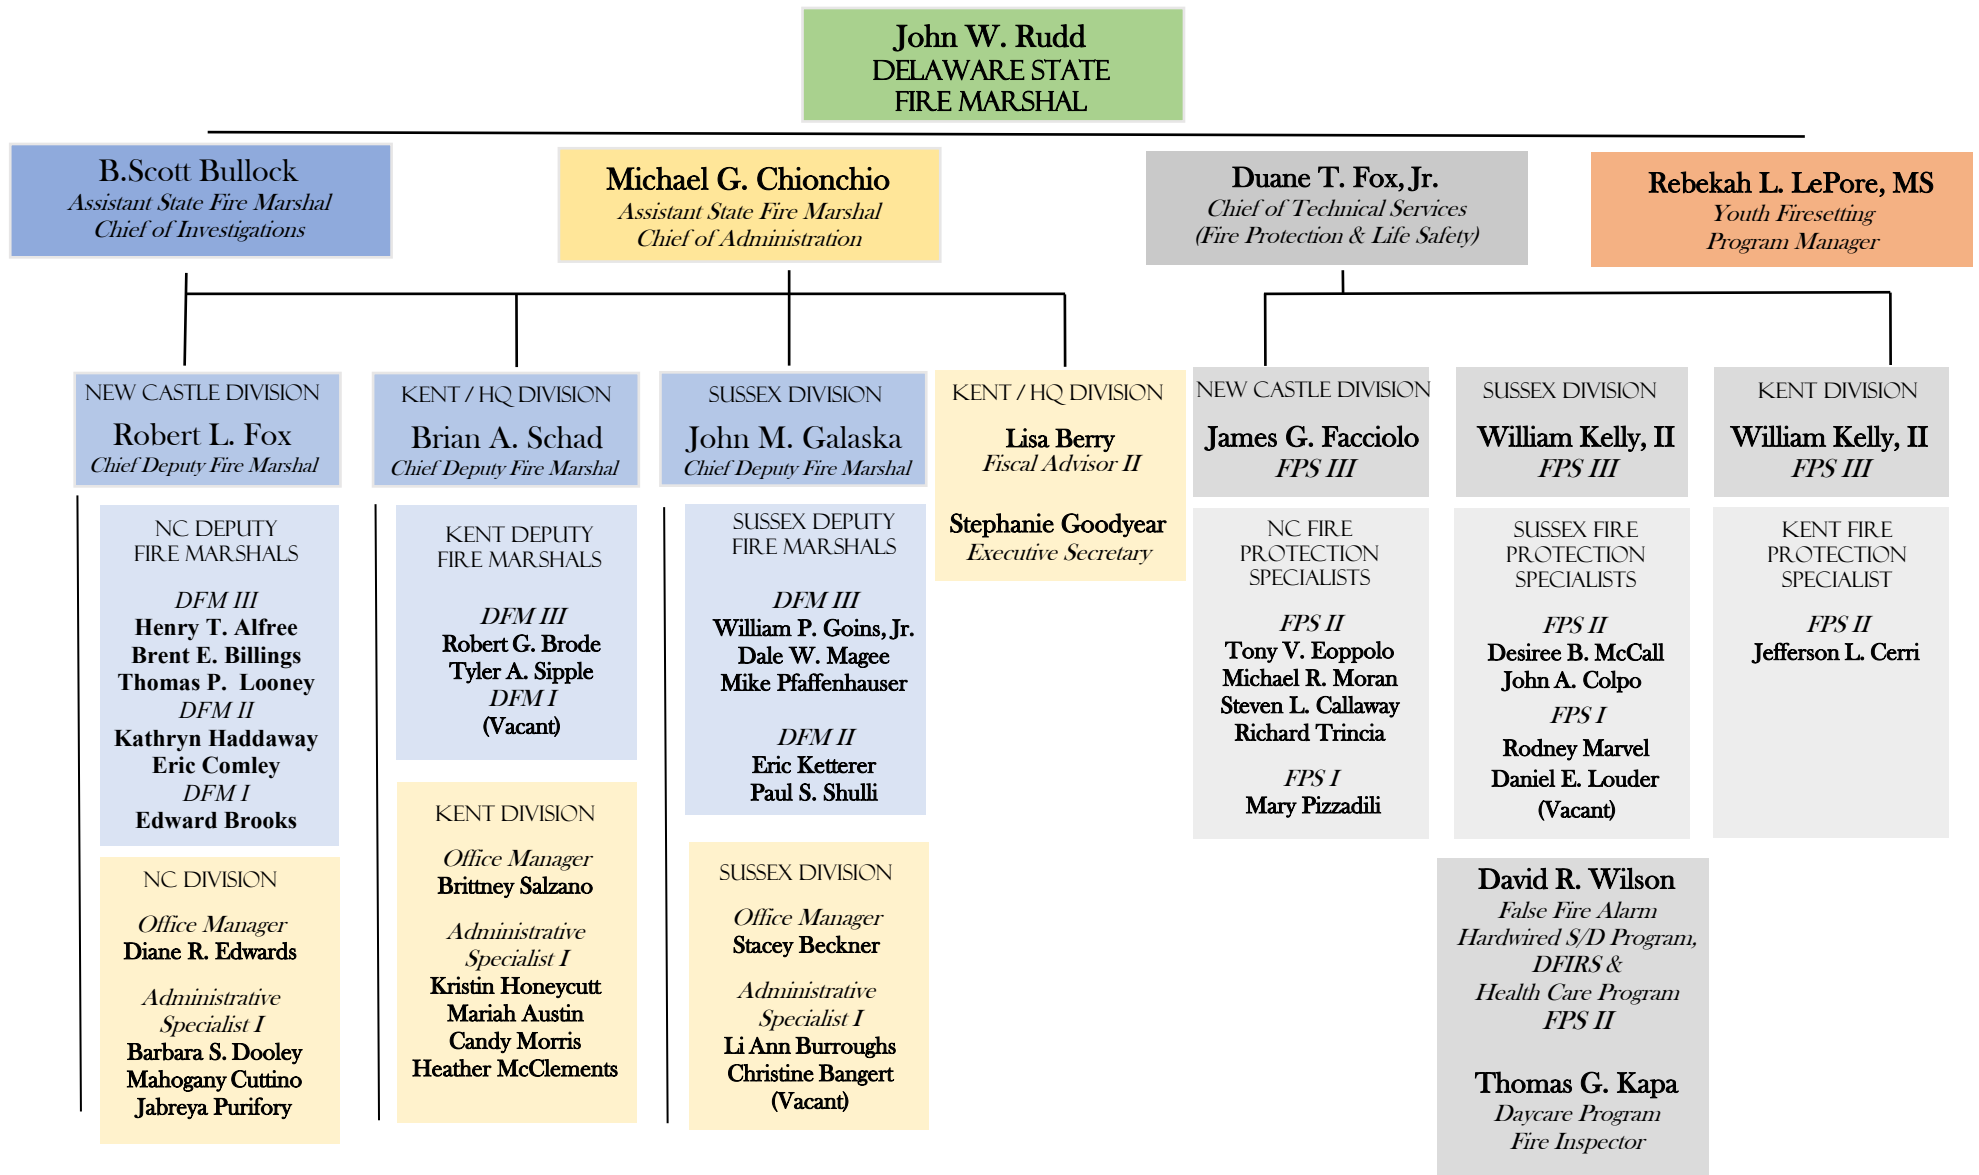 John W. Rudd
DELAWARE STATE
FIRE MARSHAL
B.Scott Bullock
Assistant State Fire Marshal
Chief of Investigations
Michael G. Chionchio
Assistant State Fire Marshal
Chief of Administration
Duane T. Fox, Jr.
Chief of Technical Services
(Fire Protection & Life Safety)
Rebekah L. LePore, MS
Youth Firesetting
Program Manager
NEW CASTLE DIVISION
Robert L. Fox
Chief Deputy Fire Marshal
NC DEPUTY
FIRE MARSHALS
DFM III
Henry T. Alfree
Brent E. Billings
Thomas P. Looney
DFM II
Kathryn Haddaway
Eric Comley
DFM I
Edward Brooks
NC DIVISION
Office Manager
Diane R. Edwards
Administrative
Specialist I
Barbara S. Dooley
Mahogany Cuttino
Jabreya Purifory
KENT / HQ DIVISION
Brian A. Schad
Chief Deputy Fire Marshal
KENT DEPUTY
FIRE MARSHALS
DFM III
Robert G. Brode
Tyler A. Sipple
DFM I
(Vacant)
KENT DIVISION
Office Manager
Brittney Salzano
Administrative
Specialist I
Kristin Honeycutt
Mariah Austin
Candy Morris
Heather McClements
SUSSEX DIVISION
John M. Galaska
Chief Deputy Fire Marshal
SUSSEX DEPUTY
FIRE MARSHALS
DFM III
William P. Goins, Jr.
Dale W. Magee
Mike Pfaffenhauser
DFM II
Eric Ketterer
Paul S. Shulli
SUSSEX DIVISION
Office Manager
Stacey Beckner
Administrative
Specialist I
Li Ann Burroughs
Christine Bangert
(Vacant)
KENT / HQ DIVISION
Lisa Berry
Fiscal Advisor II
Stephanie Goodyear
Executive Secretary
NEW CASTLE DIVISION
James G. Facciolo
FPS III
NC FIRE
PROTECTION
SPECIALISTS
FPS II
Tony V. Eoppolo
Michael R. Moran
Steven L. Callaway
Richard Trincia
FPS I
Mary Pizzadili
SUSSEX DIVISION
William Kelly, II
FPS III
SUSSEX FIRE
PROTECTION
SPECIALISTS
FPS II
Desiree B. McCall
John A. Colpo
FPS I
Rodney Marvel
Daniel E. Louder
(Vacant)
David R. Wilson
False Fire Alarm
Hardwired S/D Program,
DFIRS &
Health Care Program
FPS II
Thomas G. Kapa
Daycare Program
Fire Inspector
KENT DIVISION
William Kelly, II
FPS III
KENT FIRE
PROTECTION
SPECIALIST
FPS II
Jefferson L. Cerri